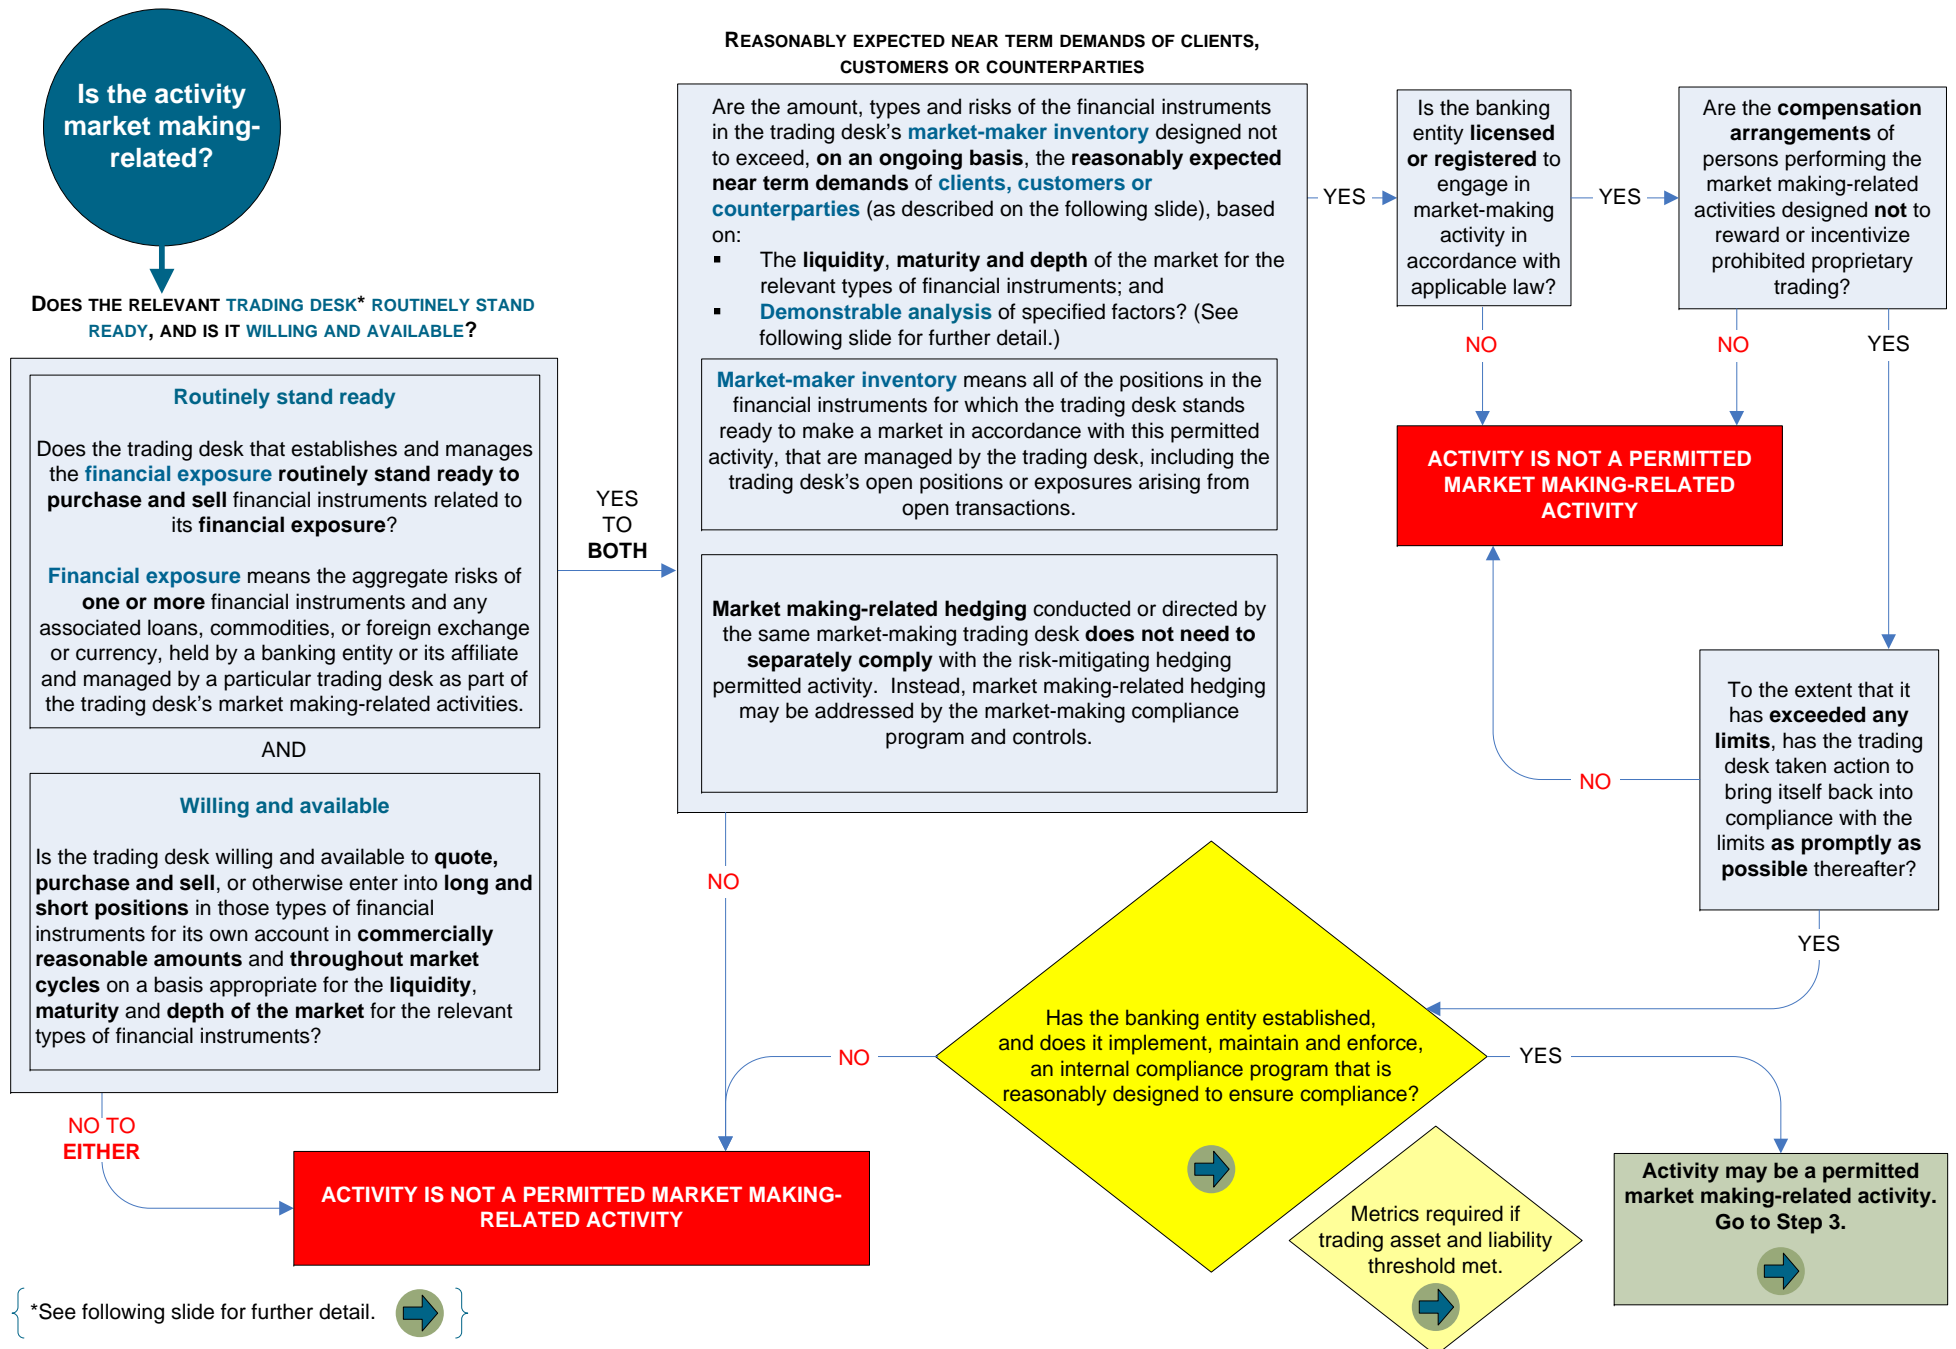 Is the activity
market making-
related?
DOES THE RELEVANT TRADING DESK* ROUTINELY STAND
READY, AND IS IT WILLING AND AVAILABLE?
Routinely stand ready
Does the trading desk that establishes and manages
the financial exposure routinely stand ready to
purchase and sell financial instruments related to
its financial exposure?
Financial exposure means the aggregate risks of
one or more financial instruments and any
associated loans, commodities, or foreign exchange
or currency, held by a banking entity or its affiliate
and managed by a particular trading desk as part of
the trading desk's market making-related activities.
AND
Willing and available
Is the trading desk willing and available to quote,
purchase and sell, or otherwise enter into long and
short positions in those types of financial
instruments for its own account in commercially
reasonable amounts and throughout market
cycles on a basis appropriate for the liquidity,
maturity and depth of the market for the relevant
types of financial instruments?
NO TO
EITHER
YES
TO
BOTH
REASONABLY EXPECTED NEAR TERM DEMANDS OF CLIENTS,
CUSTOMERS OR COUNTERPARTIES
Are the amount, types and risks of the financial instruments
in the trading desk's market-maker inventory designed not
to exceed, on an ongoing basis, the reasonably expected
near term demands of clients, customers or
counterparties (as described on the following slide), based
on:
▪ The liquidity, maturity and depth of the market for the
relevant types of financial instruments; and
▪ Demonstrable analysis of specified factors? (See
following slide for further detail.)
Market-maker inventory means all of the positions in the
financial instruments for which the trading desk stands
ready to make a market in accordance with this permitted
activity, that are managed by the trading desk, including the
trading desk's open positions or exposures arising from
open transactions.
Market making-related hedging conducted or directed by
the same market-making trading desk does not need to
separately comply with the risk-mitigating hedging
permitted activity. Instead, market making-related hedging
may be addressed by the market-making compliance
program and controls.
NO
YES
Is the banking
entity licensed
or registered to
engage in
market-making
activity in
accordance with
applicable law?
NO
YES
Are the compensation
arrangements of
persons performing the
market making-related
activities designed not to
reward or incentivize
prohibited proprietary
trading?
NO
YES
ACTIVITY IS NOT A PERMITTED
MARKET MAKING-RELATED
ACTIVITY
To the extent that it
has exceeded any
limits, has the trading
desk taken action to
bring itself back into
compliance with the
limits as promptly as
possible thereafter?
NO
YES
Has the banking entity established,
and does it implement, maintain and enforce,
an internal compliance program that is
reasonably designed to ensure compliance?
NO
YES
ACTIVITY IS NOT A PERMITTED MARKET MAKING-
RELATED ACTIVITY
Metrics required if
trading asset and liability
threshold met.
Activity may be a permitted
market making-related activity.
Go to Step 3.
*See following slide for further detail.